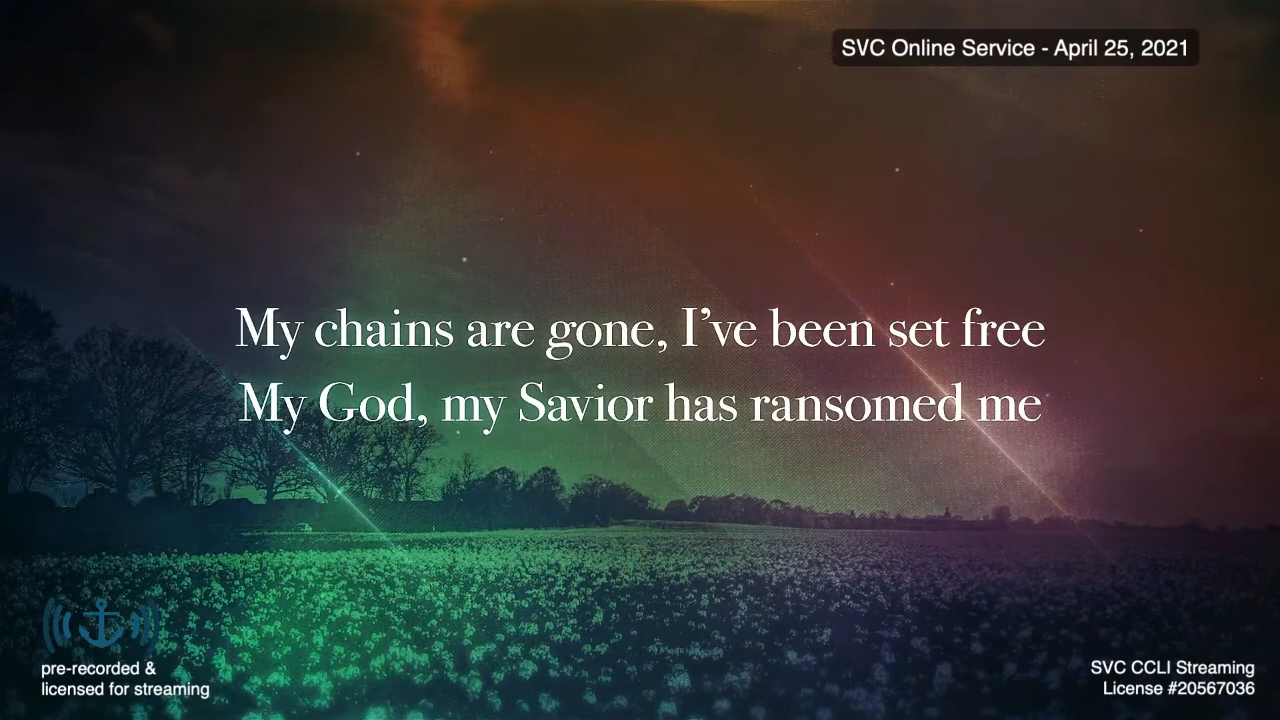 SVC Online Service - April 25, 2021
My chains are gone, I've been set free
My God, my Savior has ransomed me
pre-recorded &
licensed for streaming
SVC CCLI Streaming
License #20567036